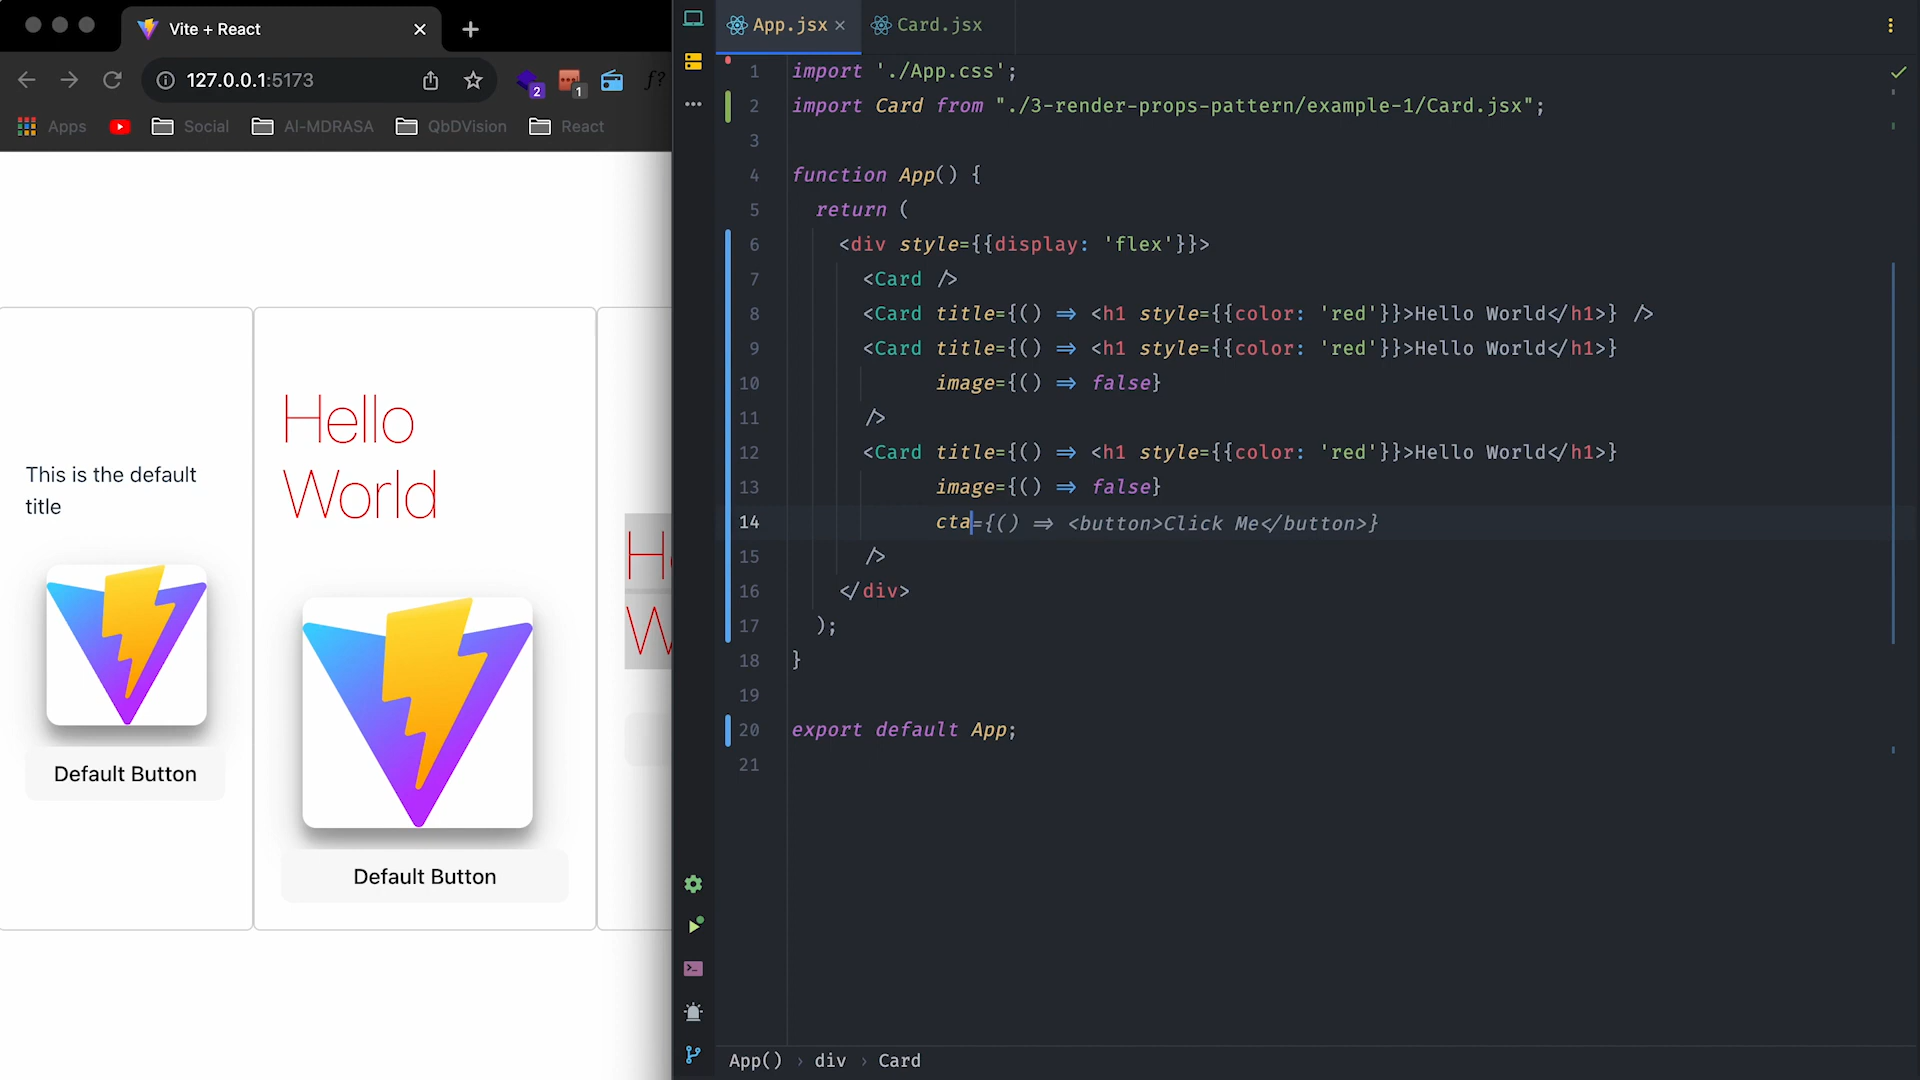 Vite + React
127.0.0.1:5173
2
1
f?
Apps
Social
Al-MDRASA
QbDVision
React
This is the default
title
Default Button
Hello
World
Default Button
He
W
App.jsx
Card.jsx
1 import './App.css';
2 import Card from "./3-render-props-pattern/example-1/Card.jsx";
3
4 function App() {
5 return (
6 <div style={{display: 'flex'}}>
7 <Card />
8 <Card title={() => <h1 style={{color: 'red'}}>Hello World</h1>} />
9 <Card title={() => <h1 style={{color: 'red'}}>Hello World</h1>}
10 image={() => false}
11 />
12 <Card title={() => <h1 style={{color: 'red'}}>Hello World</h1>}
13 image={() => false}
14 cta={() => <button>Click Me</button>}
15 />
16 </div>
17 );
18 }
19
20 export default App;
21
App() › div › Card